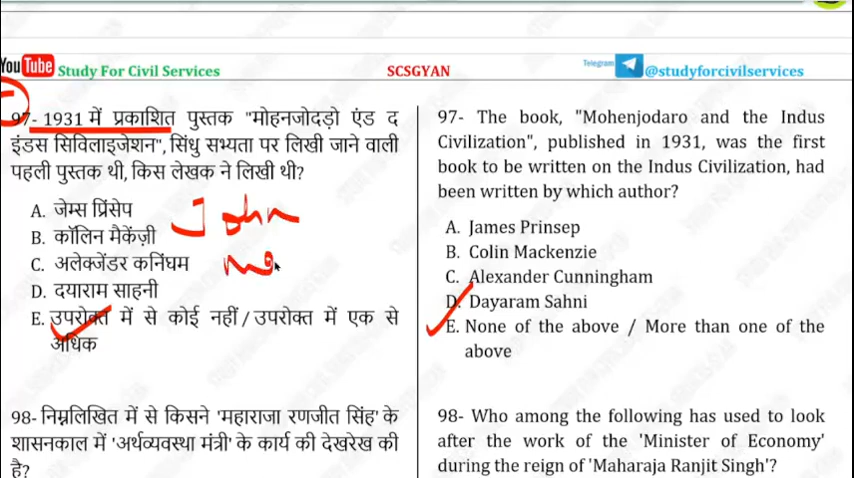 You Tube Study For Civil Services
SCSGYAN
Telegram @studyforcivilservices
97- 1931 में प्रकाशित पुस्तक "मोहनजोदड़ो एंड द
इंडस सिविलाइजेशन", सिंधु सभ्यता पर लिखी जाने वाली
पहली पुस्तक थी, किस लेखक ने लिखी थी?
A. जेम्स प्रिंसेप
B. कॉलिन मैकेंज़ी
C. अलेक्जेंडर कनिंघम
D. दयाराम साहनी
E. उपरोक्त में से कोई नहीं / उपरोक्त में एक से
अधिक
John
98- निम्नलिखित में से किसने 'महाराजा रणजीत सिंह' के
शासनकाल में 'अर्थव्यवस्था मंत्री' के कार्य की देखरेख की
है?
97- The book, "Mohenjodaro and the Indus
Civilization", published in 1931, was the first
book to be written on the Indus Civilization, had
been written by which author?
A. James Prinsep
B. Colin Mackenzie
C. Alexander Cunningham
D. Dayaram Sahni
E. None of the above / More than one of the
above
98- Who among the following has used to look
after the work of the 'Minister of Economy'
during the reign of 'Maharaja Ranjit Singh'?